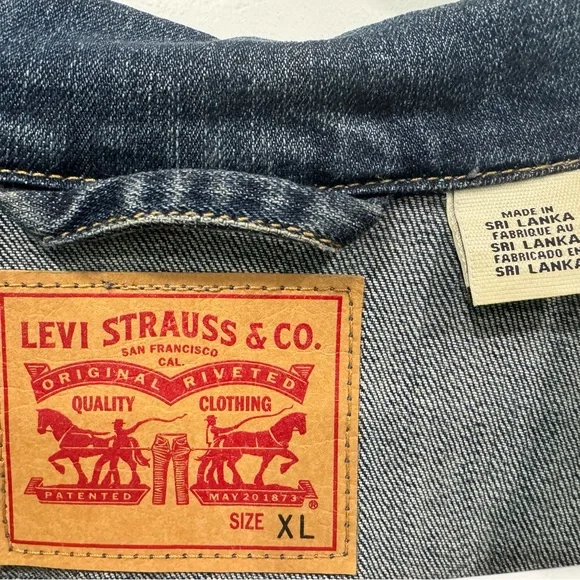 LEVI STRAUSS & CO.
SAN FRANCISCO
CAL.
ORIGINAL RIVETED
QUALITY CLOTHING
PATENTED MAY 20 1873
®
SIZE XL
MADE IN
SRI LANKA
FABRIQUE AU
SRI LANKA
FABRICADO EN
SRI LANKA